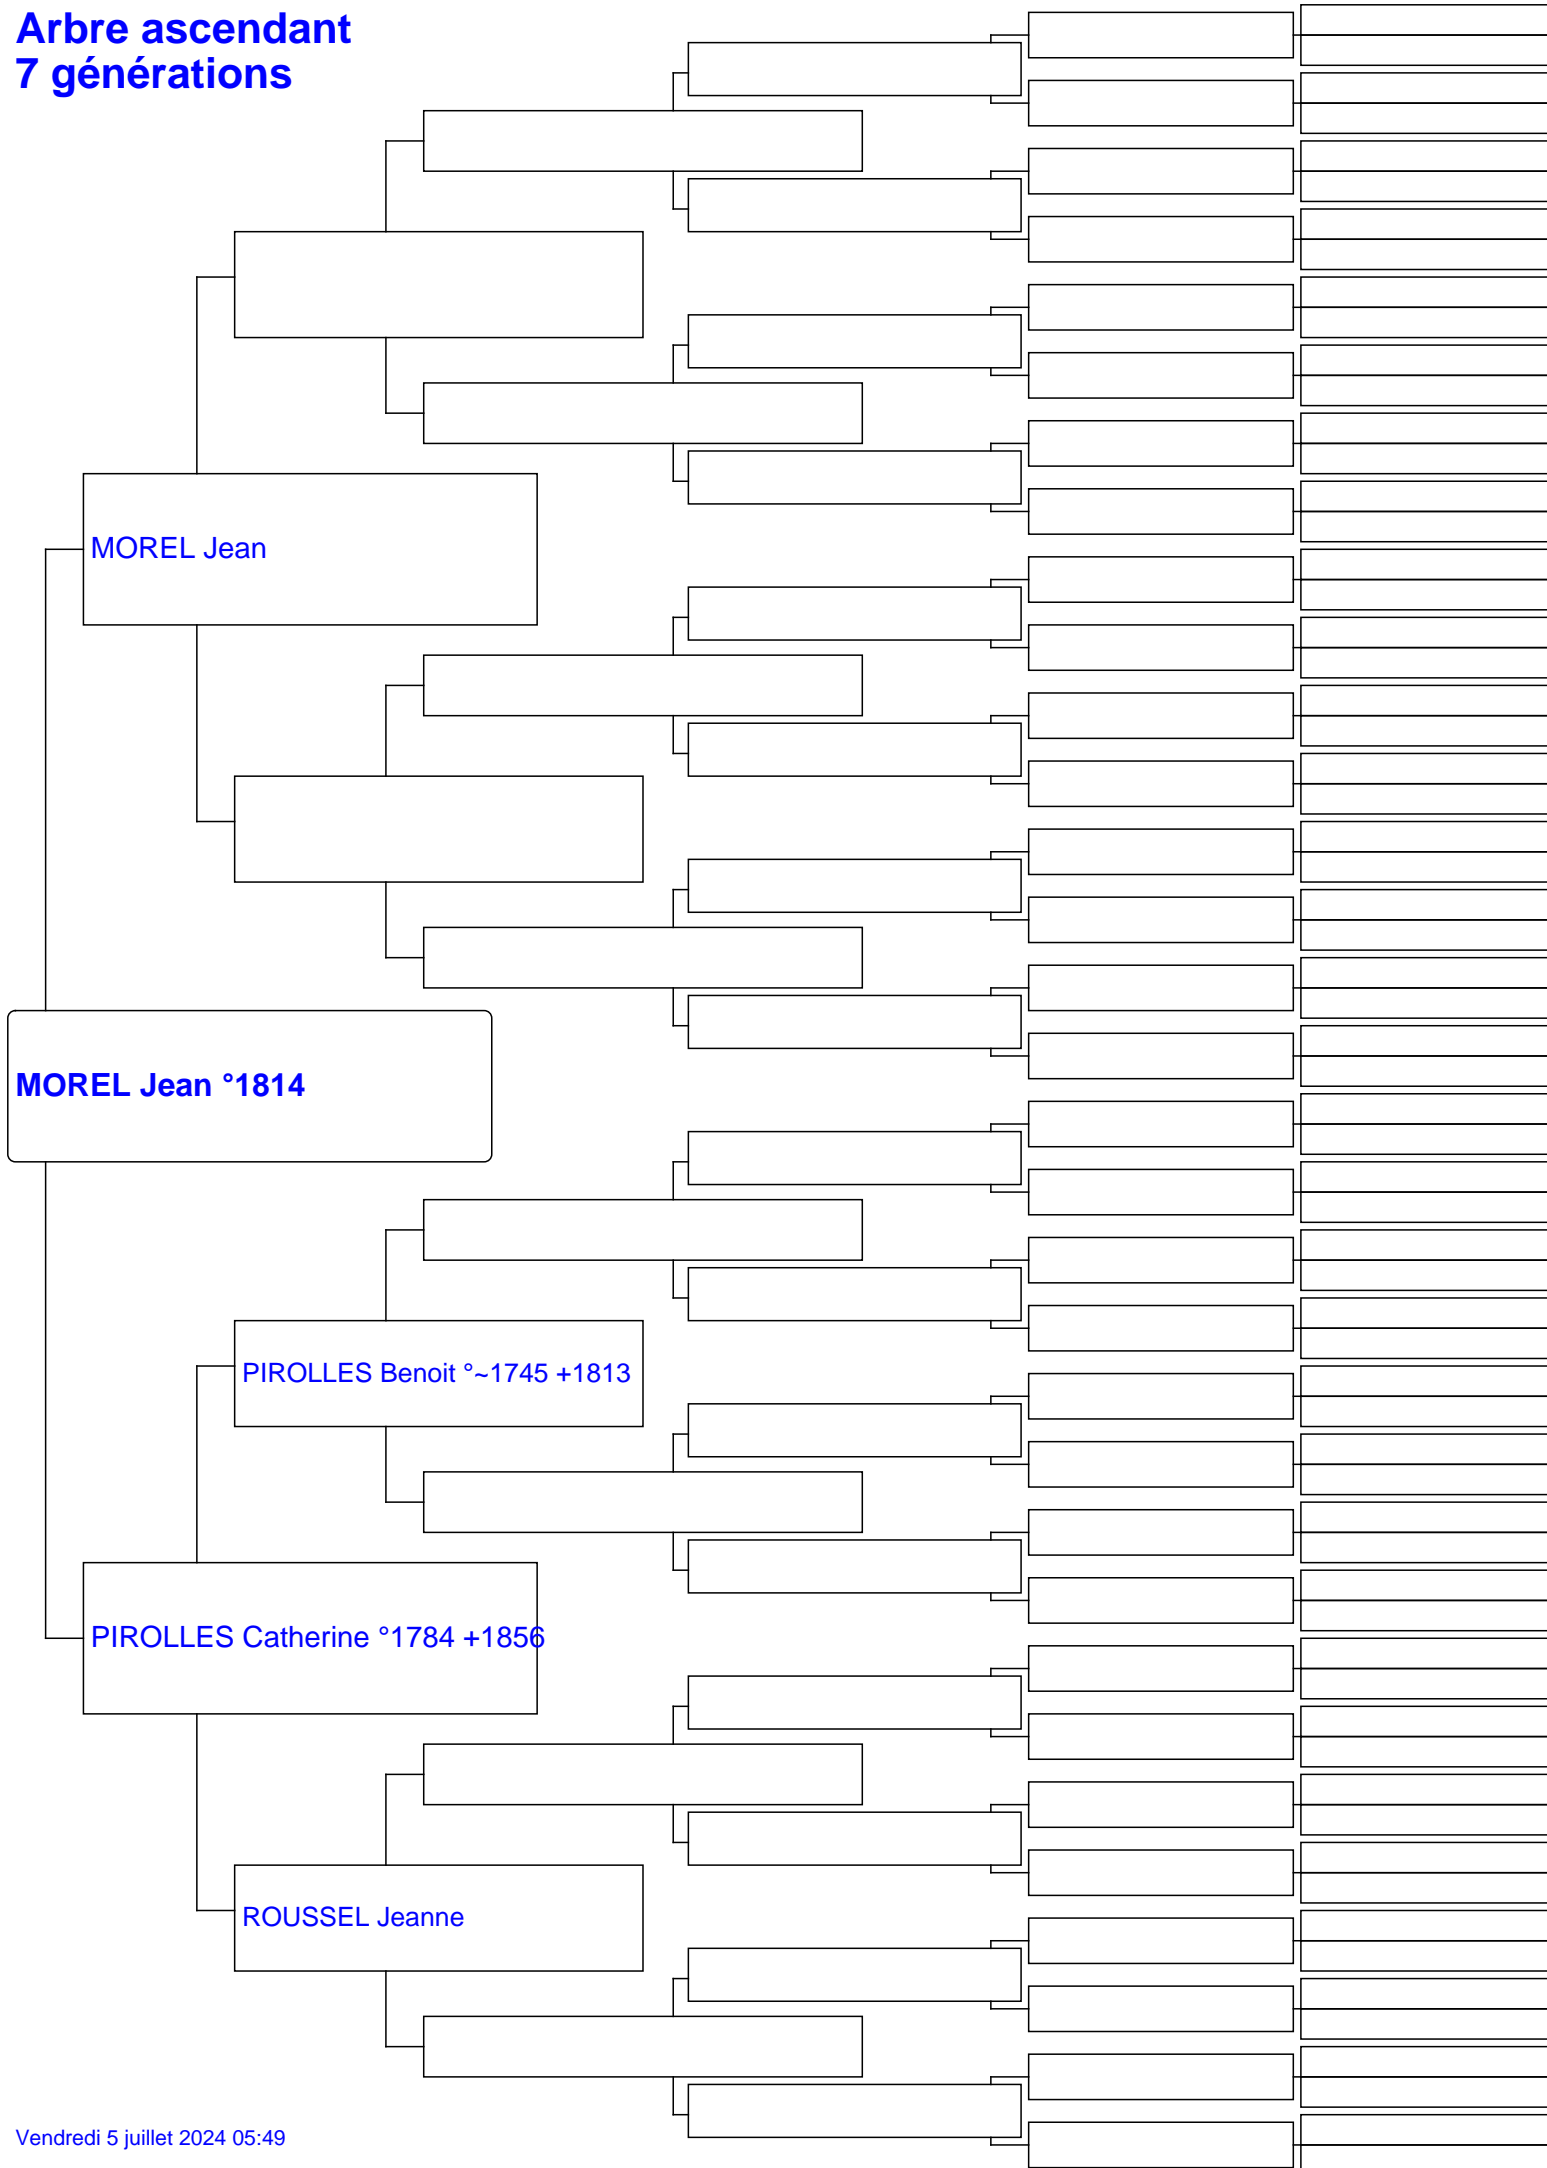 Arbre ascendant
7 générations
MOREL Jean
MOREL Jean °1814
PIROLLES Benoit °~1745 +1813
PIROLLES Catherine °1784 +1856
ROUSSEL Jeanne
Vendredi 5 juillet 2024 05:49